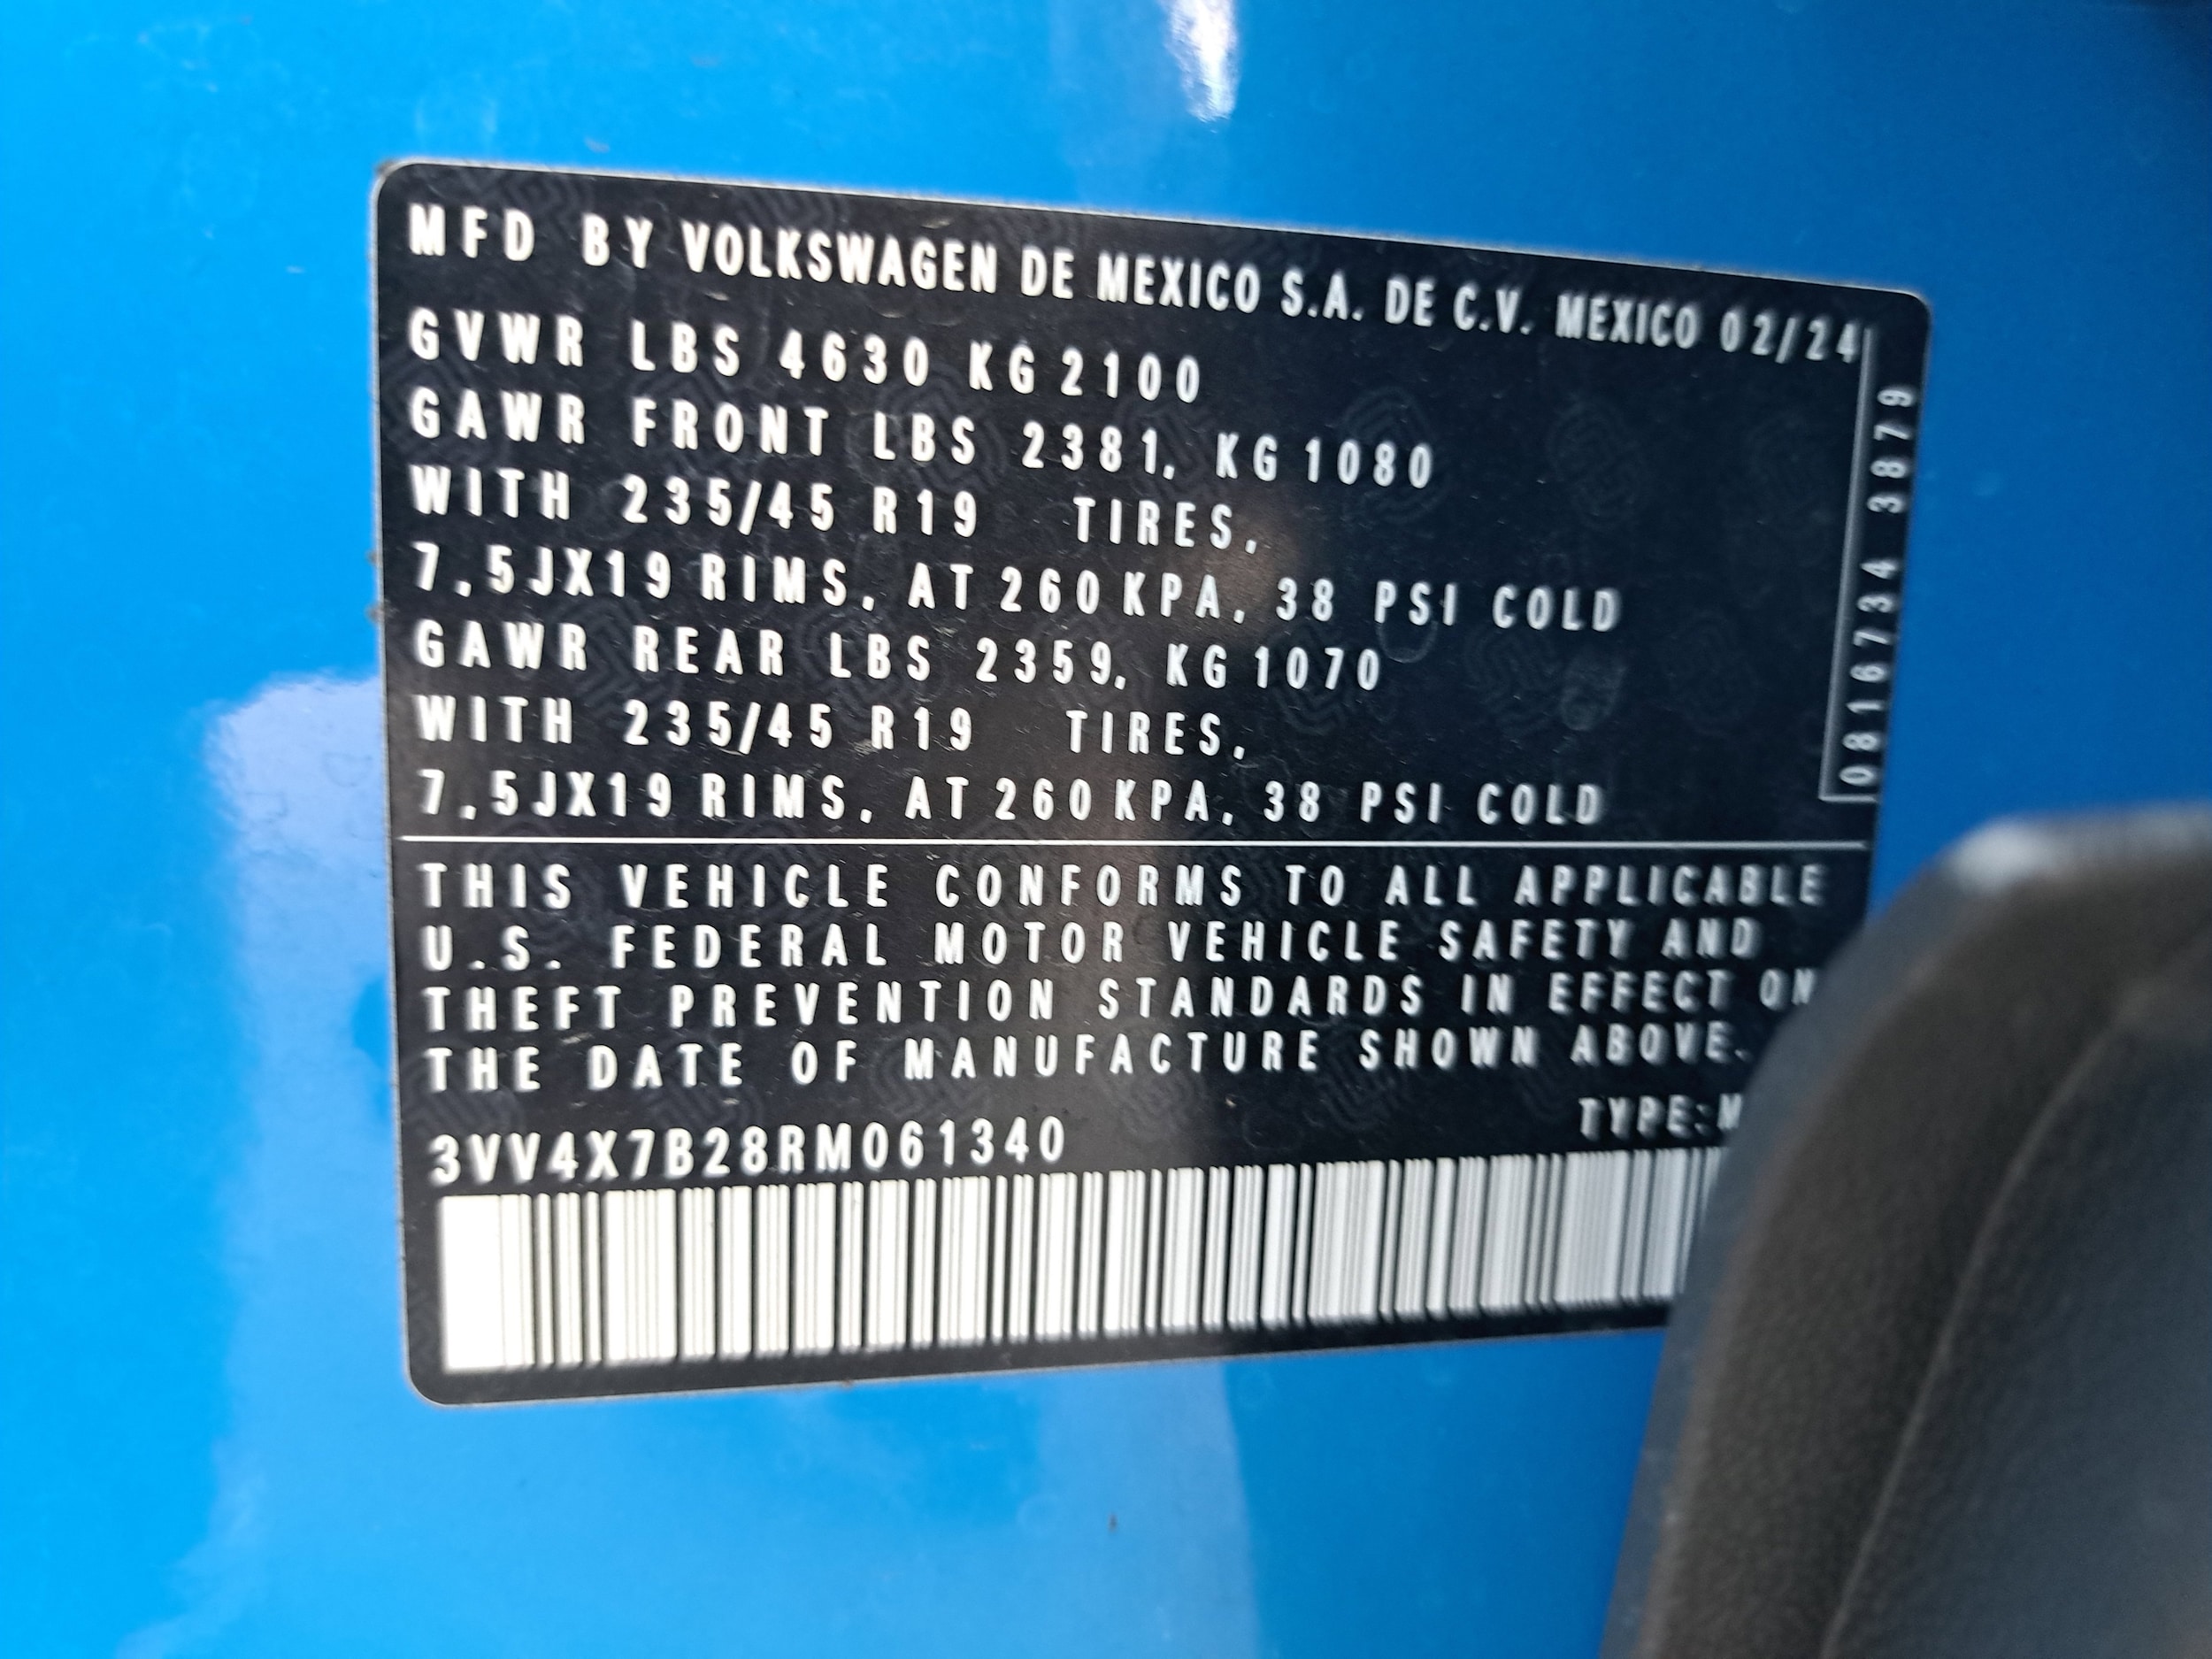 MFD BY VOLKSWAGEN DE MEXICO S.A. DE C.V. MEXICO 02/24
GVWR LBS 4630 KG 2100
GAWR FRONT LBS 2381, KG 1080
WITH 235/45 R19 TIRES,
7,5JX19 RIMS, AT 260 KPA, 38 PSI COLD
GAWR REAR LBS 2359, KG 1070
WITH 235/45 R19 TIRES,
7,5JX19 RIMS, AT 260 KPA, 38 PSI COLD
0816734 3879
THIS VEHICLE CONFORMS TO ALL APPLICABLE
U.S. FEDERAL MOTOR VEHICLE SAFETY AND
THEFT PREVENTION STANDARDS IN EFFECT ON
THE DATE OF MANUFACTURE SHOWN ABOVE.
TYPE:
3VV4X7B28RM061340